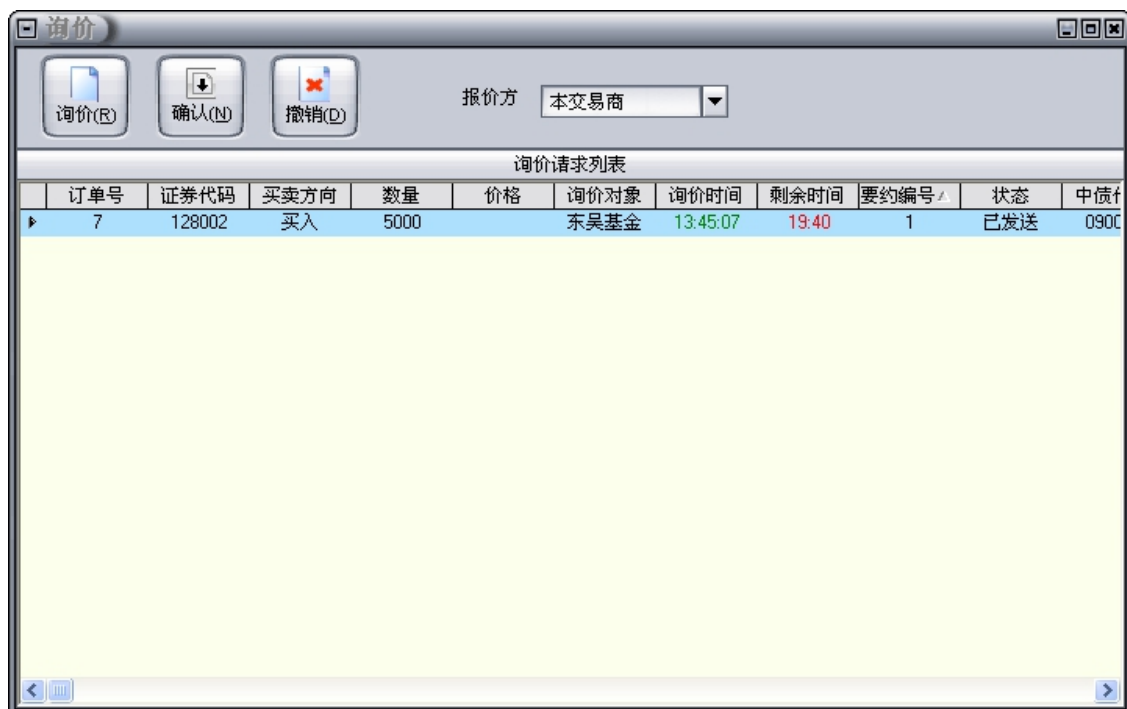 询价
询价(R) 确认(N) 撤销(D) 报价方 本交易商
询价请求列表
订单号 证券代码 买卖方向 数量 价格 询价对象 询价时间 剩余时间 要约编号 状态 中债
7 128002 买入 5000 东吴基金 13:45:07 19:40 1 已发送 090